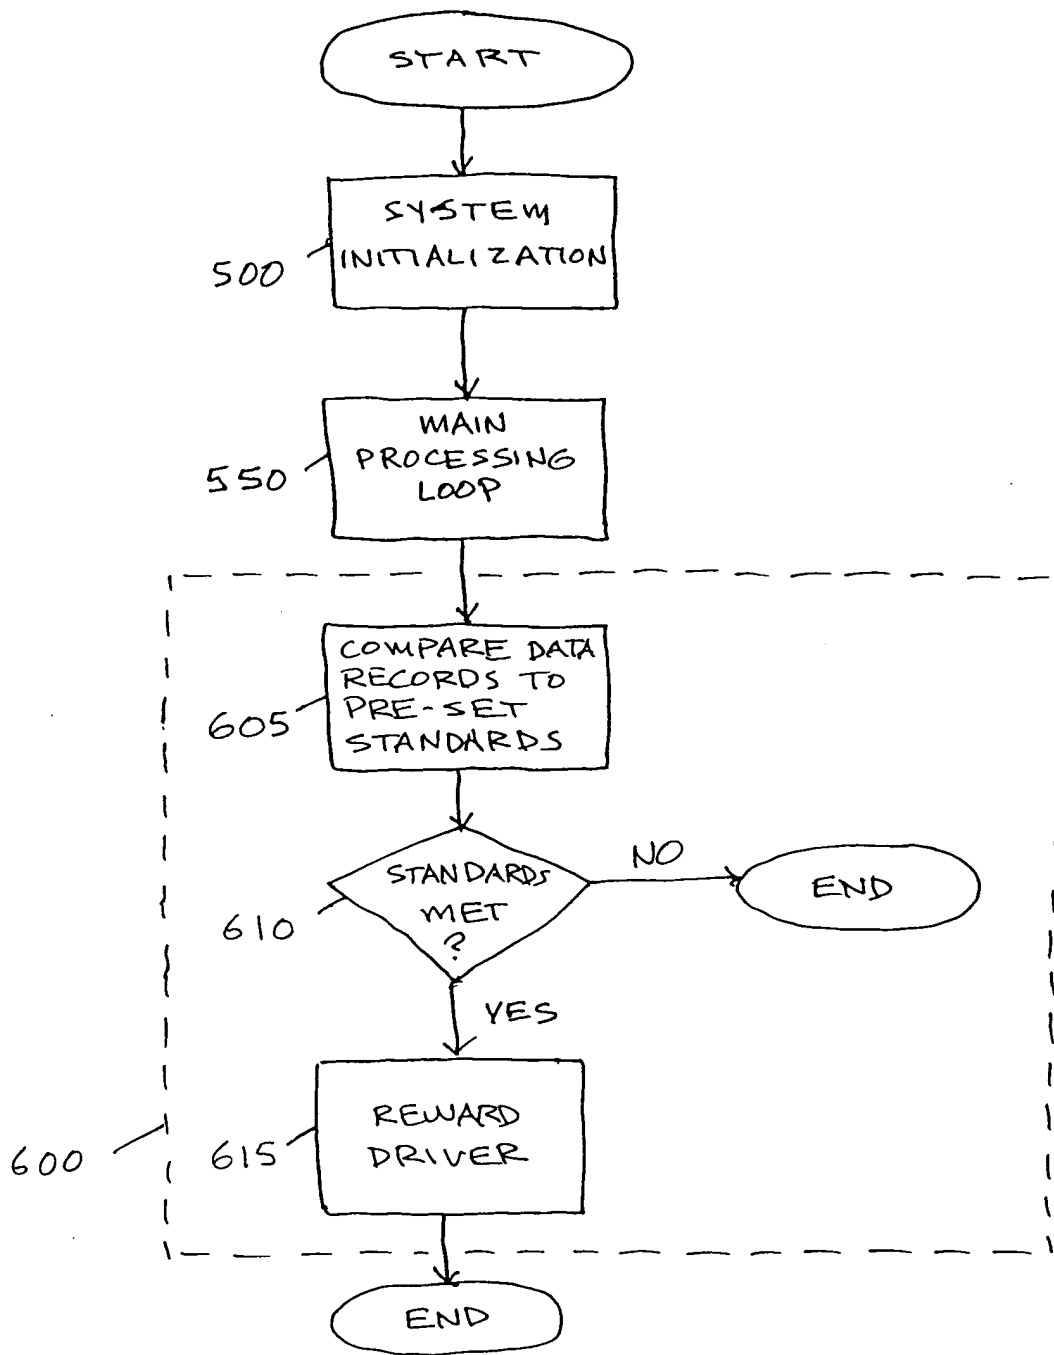 START
SYSTEM
INITIALIZATION
500
MAIN
PROCESSING
LOOP
550
COMPARE DATA
RECORDS TO
PRE-SET
STANDARDS
605
STANDARDS
MET
?
610
NO
END
YES
REWARD
DRIVER
615
600
END